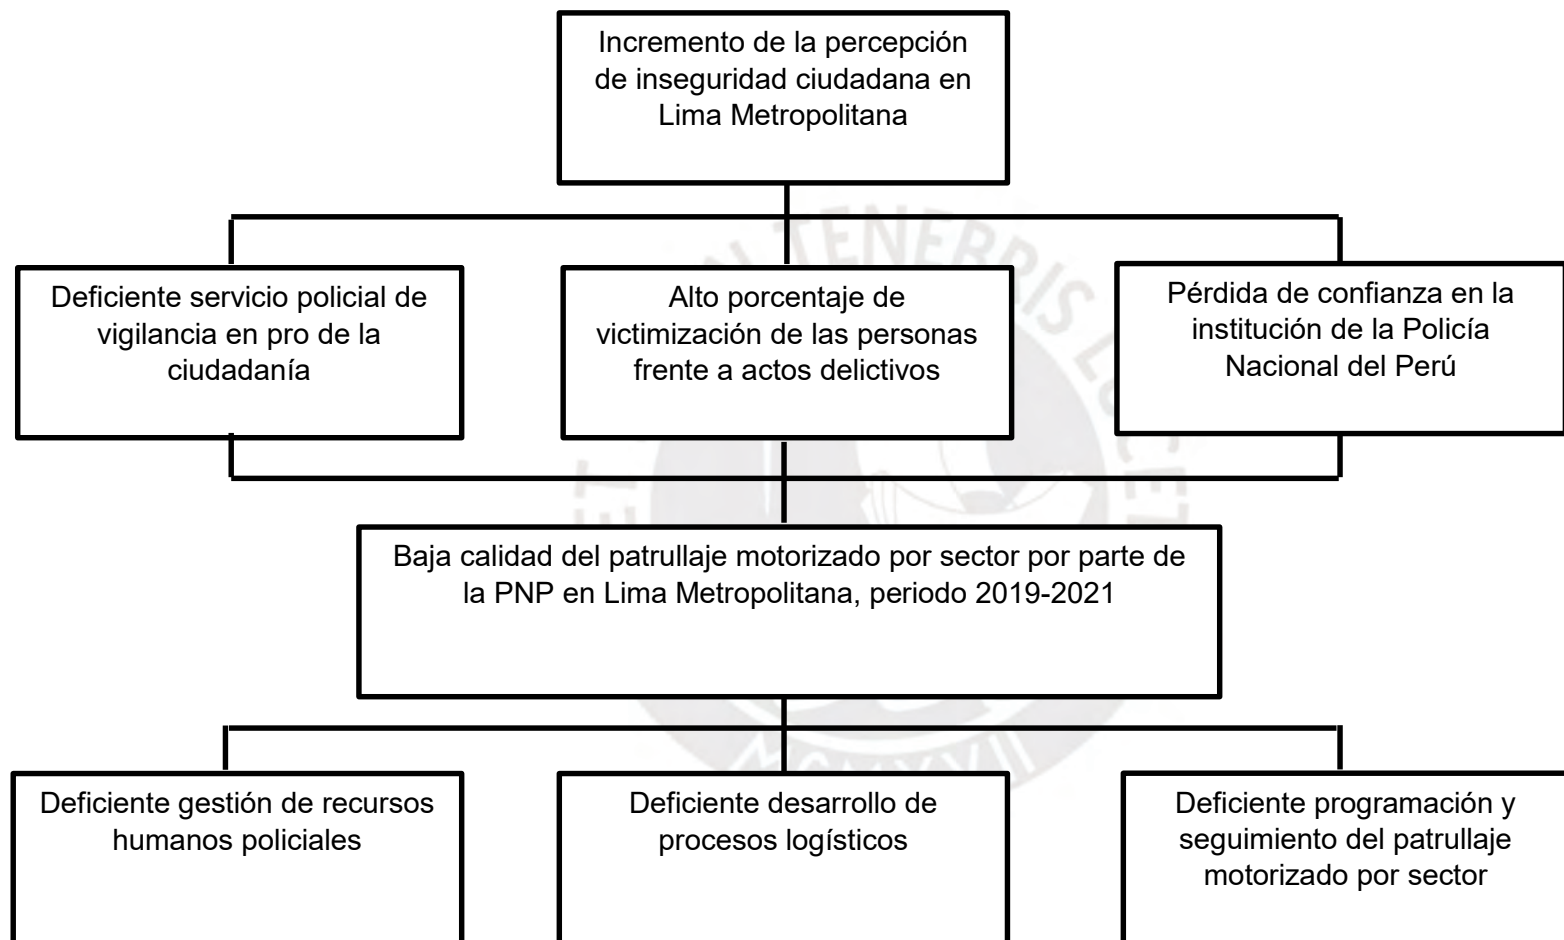 Incremento de la percepción
de inseguridad ciudadana en
Lima Metropolitana
Deficiente servicio policial de
vigilancia en pro de la
ciudadanía
Alto porcentaje de
victimización de las personas
frente a actos delictivos
Pérdida de confianza en la
institución de la Policía
Nacional del Perú
Baja calidad del patrullaje motorizado por sector por parte de
la PNP en Lima Metropolitana, periodo 2019-2021
Deficiente gestión de recursos
humanos policiales
Deficiente desarrollo de
procesos logísticos
Deficiente programación y
seguimiento del patrullaje
motorizado por sector
ET
TENEBRIS LUCET
MCMXVII